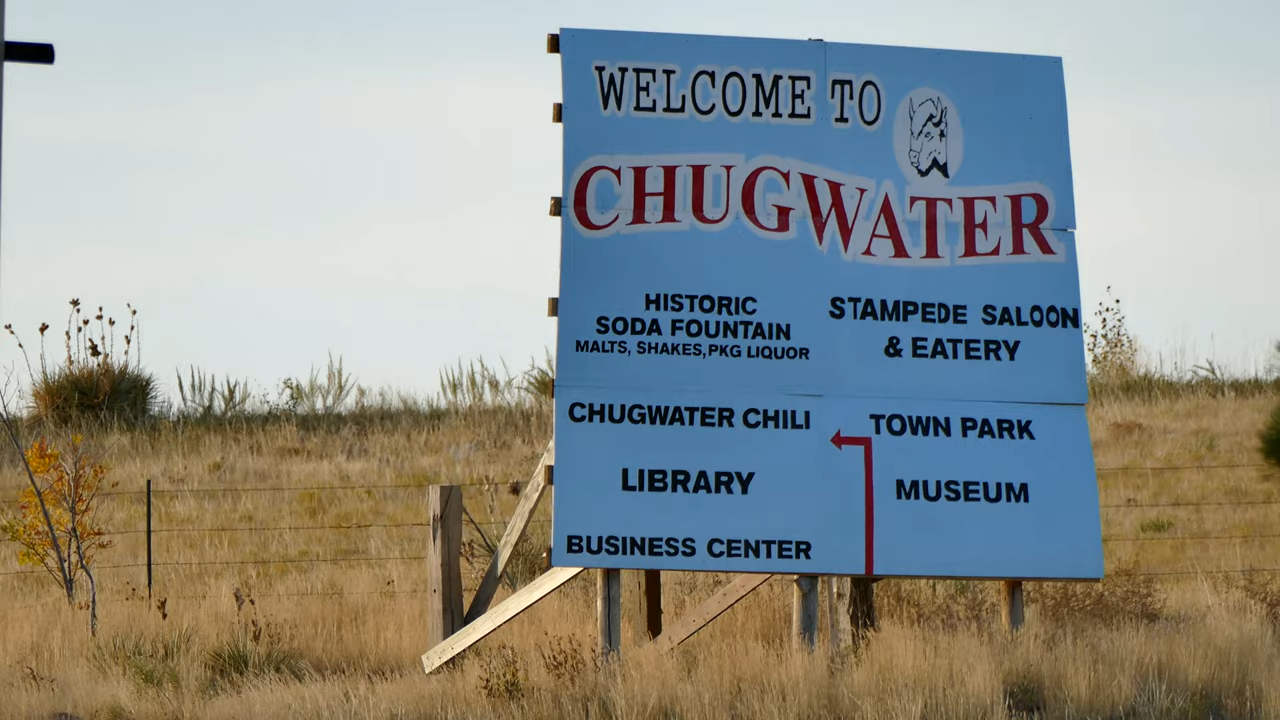 WELCOME TO
CHUGWATER
HISTORIC
SODA FOUNTAIN
MALTS, SHAKES, PKG LIQUOR
STAMPEDE SALOON
& EATERY
CHUGWATER CHILI
LIBRARY
BUSINESS CENTER
TOWN PARK
MUSEUM